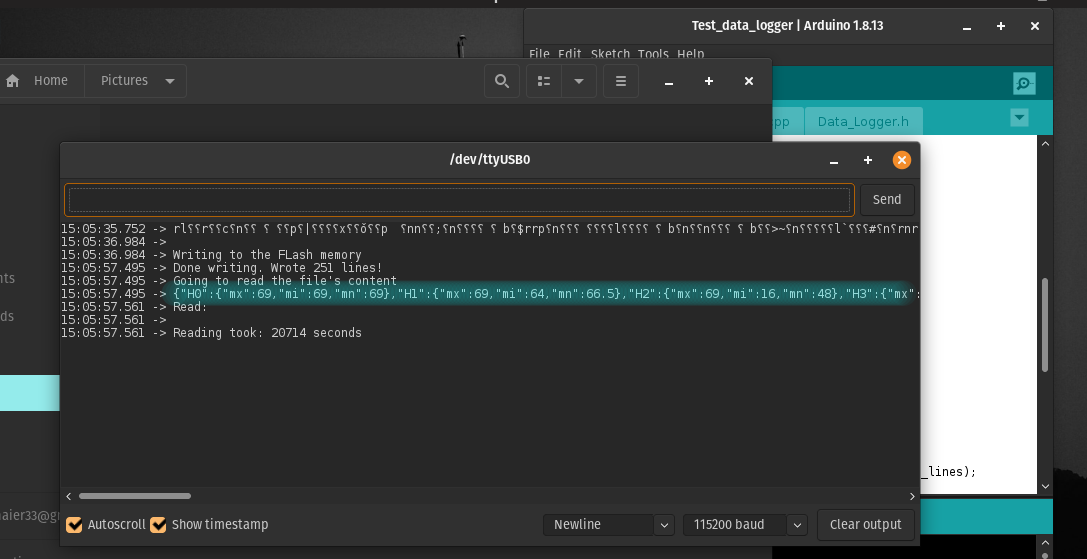 Test_data_logger | Arduino 1.8.13
File Edit Sketch Tools Help
Home Pictures
pp Data_Logger.h
/dev/ttyUSB0
Send
15:05:35.752 ->
15:05:36.984 ->
15:05:36.984 -> Writing to the FLash memory
15:05:57.495 -> Done writing. Wrote 251 lines!
15:05:57.495 -> Going to read the file's content
15:05:57.495 -> {"H0":{"mx":69,"mi":69,"mn":69},"H1":{"mx":69,"mi":64,"mn":66.5},"H2":{"mx":69,"mi":16,"mn":48},"H3":{"mx":
15:05:57.561 -> Read:
15:05:57.561 ->
15:05:57.561 -> Reading took: 20714 seconds
nts
ds
_lines);
naier33@gr
Autoscroll Show timestamp
Newline 115200 baud Clear output